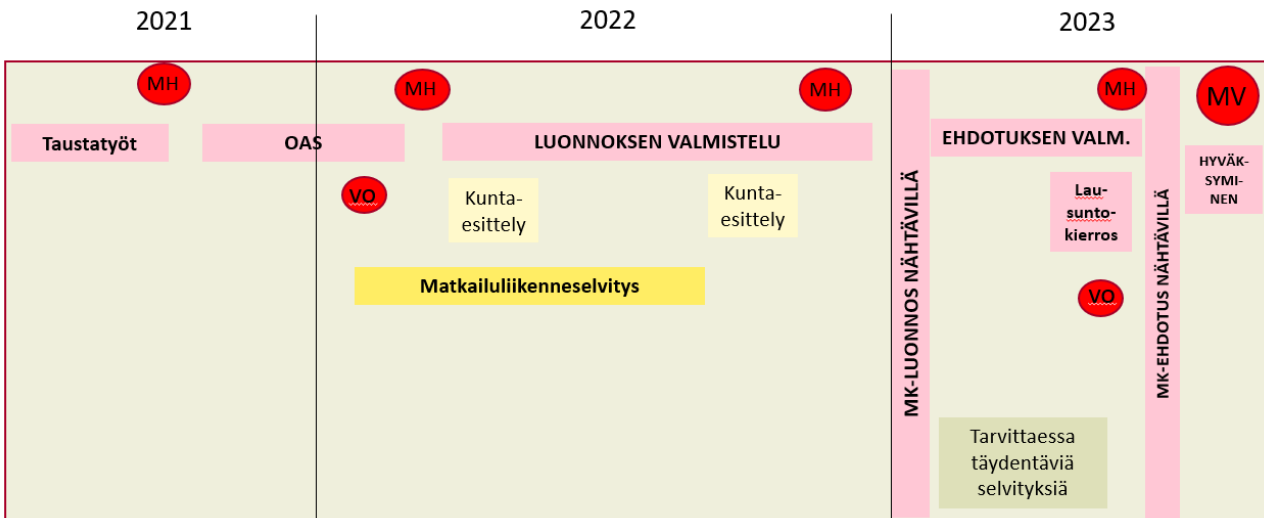 2021
2022
2023
MH
MH
MH
MH
MV
Taustatyöt
OAS
LUONNOKSEN VALMISTELU
MK-LUONNOS NÄHTÄVILLÄ
EHDOTUKSEN VALM.
MK-EHDOTUS NÄHTÄVILLÄ
HYVÄK-
SYMI-
NEN
VO
Kunta-
esittely
Kunta-
esittely
Lau-
sunto-
kierros
Matkailuliikenneselvitys
VO
Tarvittaessa
täydentäviä
selvityksiä